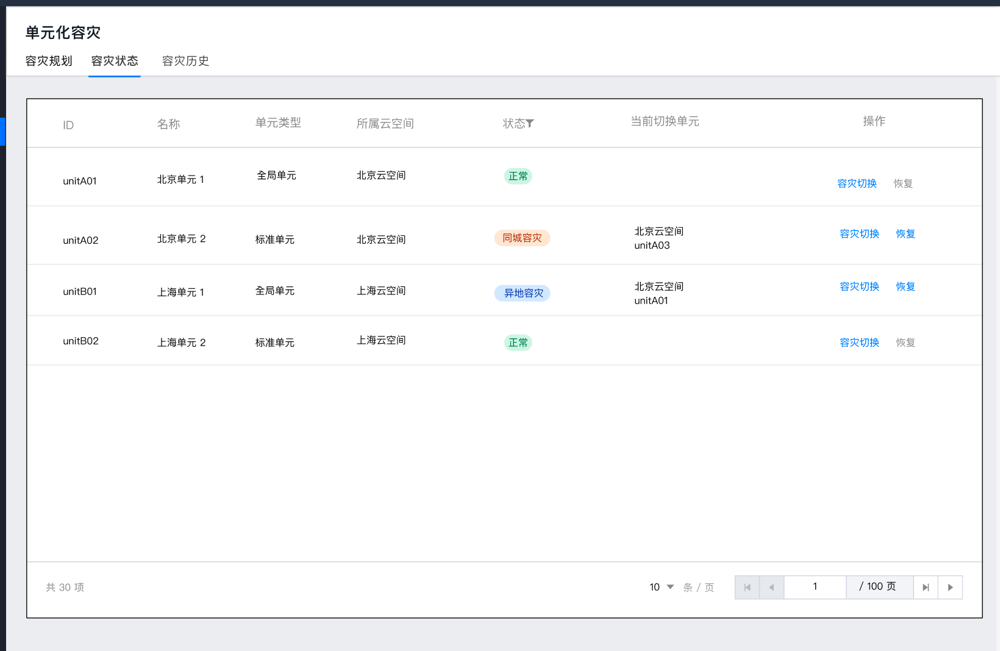 单元化容灾
容灾规划 容灾状态 容灾历史
ID 名称 单元类型 所属云空间 状态 当前切换单元 操作
unitA01 北京单元 1 全局单元 北京云空间 正常 容灾切换 恢复
unitA02 北京单元 2 标准单元 北京云空间 同城容灾 北京云空间 容灾切换 恢复
unitA03
unitB01 上海单元 1 全局单元 上海云空间 异地容灾 北京云空间 容灾切换 恢复
unitA01
unitB02 上海单元 2 标准单元 上海云空间 正常 容灾切换 恢复
共 30 项 10 条 / 页 1 / 100 页